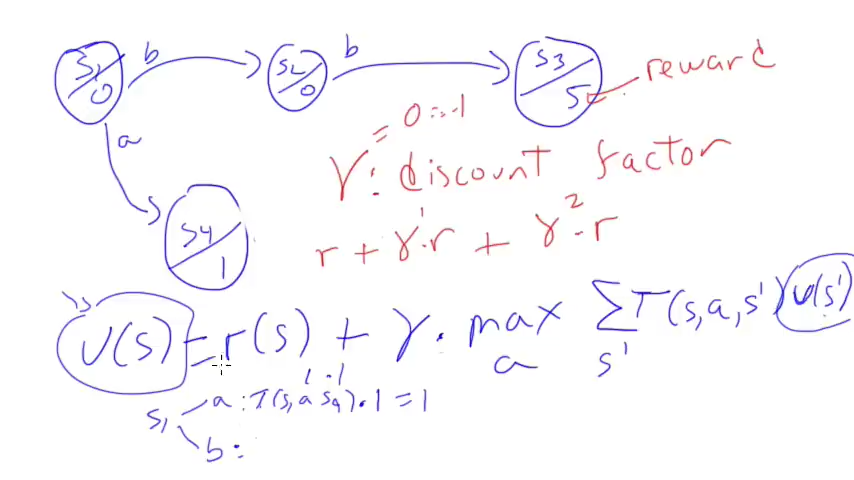 b
b
S1
0
S2
0
S3
5
reward
a
= 0...1
γ: discount factor
S4
1
r + γ¹·r + γ²·r
U(s) = r(s) + γ · max a Σ s' T(s,a,s') U(s')
1 · 1
S1
a : T(s, a s4) · 1 = 1
b :